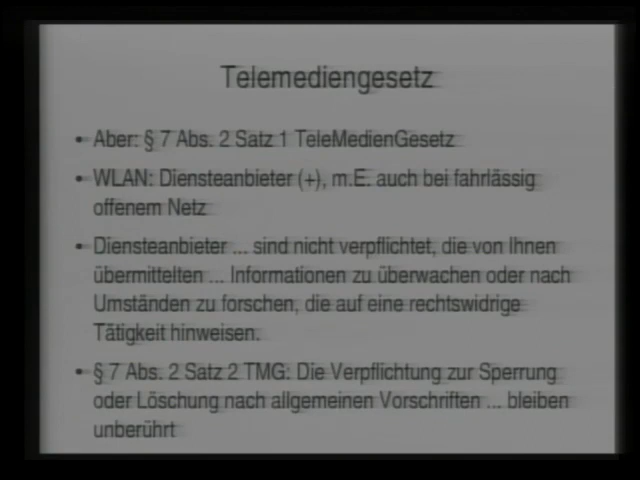 Telemediengesetz
• Aber: § 7 Abs. 2 Satz 1 TeleMedienGesetz
• WLAN: Diensteanbieter (+), m.E. auch bei fahrlässig
offenem Netz
• Diensteanbieter ... sind nicht verpflichtet, die von Ihnen
übermittelten ... Informationen zu überwachen oder nach
Umständen zu forschen, die auf eine rechtswidrige
Tätigkeit hinweisen.
• § 7 Abs. 2 Satz 2 TMG: Die Verpflichtung zur Sperrung
oder Löschung nach allgemeinen Vorschriften ... bleiben
unberührt